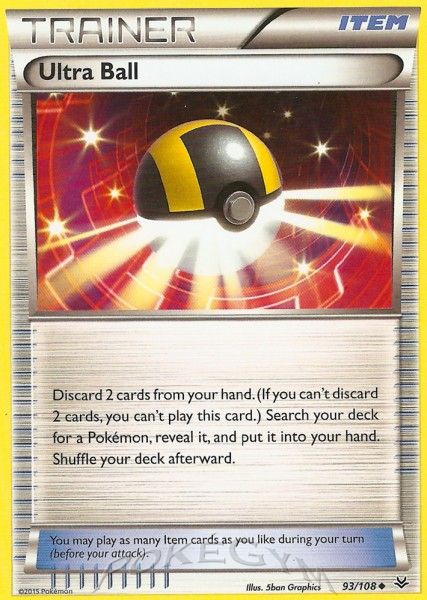 TRAINER
ITEM
Ultra Ball
Discard 2 cards from your hand. (If you can't discard
2 cards, you can't play this card.) Search your deck
for a Pokémon, reveal it, and put it into your hand.
Shuffle your deck afterward.
You may play as many Item cards as you like during your turn
(before your attack).
POKEGYM
©2015 Pokémon
Illus. 5ban Graphics
93/108